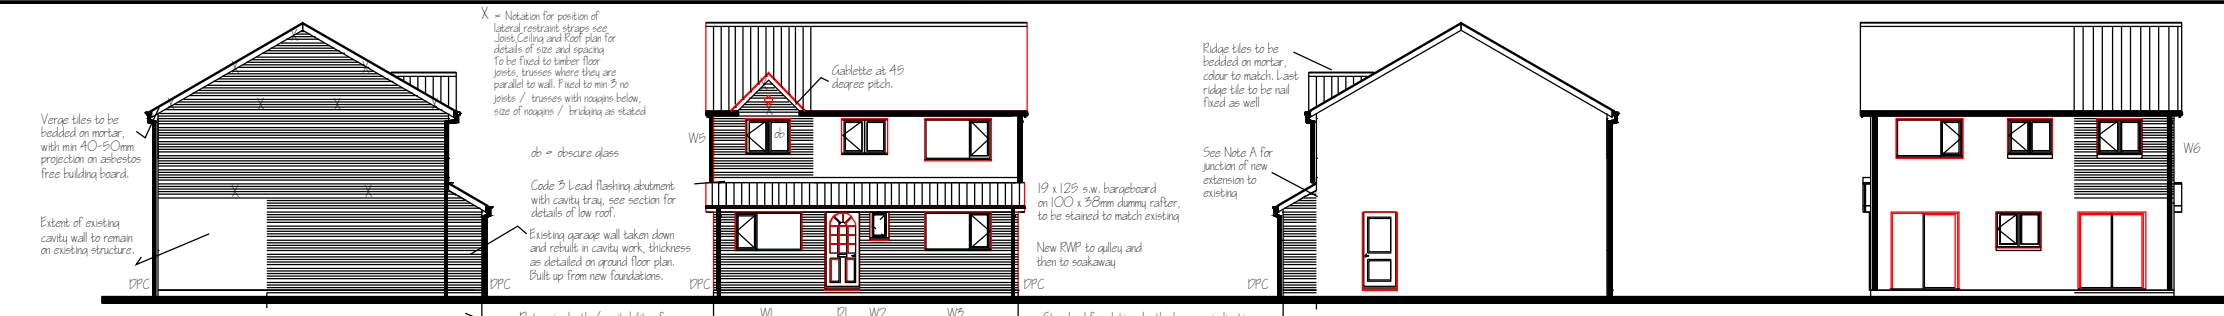 X = Notation for position of
lateral restraint straps see
Joist,Ceiling and Roof plan for
details of size and spacing
To be fixed to timber floor
joists, trusses where they are
parallel to wall. Fixed to min 3 no
joists / trusses with noggins below,
size of noggins / bridging as stated
Verge tiles to be
bedded on mortar,
with min 40-50mm
projection on asbestos
free building board.
Extent of existing
cavity wall to remain
on existing structure.
DPC
DPC
ob = obscure glass
Code 3 Lead flashing abutment
with cavity tray, see section for
details of low roof.
Existing garage wall taken down
and rebuilt in cavity work, thickness
as detailed on ground floor plan.
Built up from new foundations.
Gablette at 45
degree pitch.
W5
ob
DPC
DPC
W1
D1
W2
W3
19 x 125 s.w. bargeboard
on 100 x 38mm dummy rafter,
to be stained to match existing
New RWP to gulley and
then to soakaway
Ridge tiles to be
bedded on mortar,
colour to match. Last
ridge tile to be nail
fixed as well
See Note A for
junction of new
extension to
existing
DPC
W6